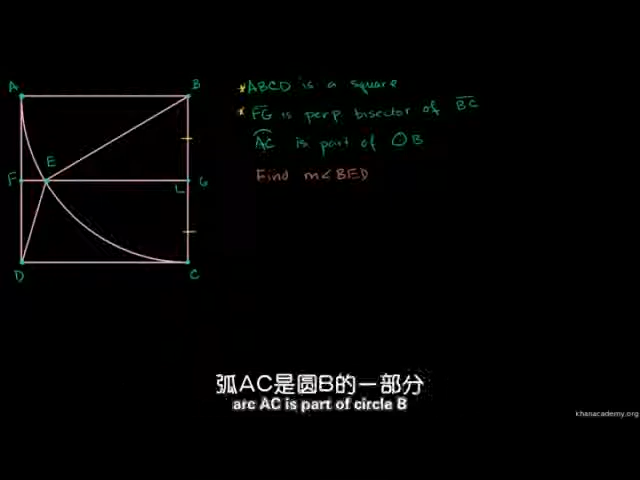 A
B
*ABCD is a square
* FG is perp bisector of BC
AC is part of ⊙B
Find m∠BED
E
F
L G
D
C
弧AC是圆B的一部分
arc AC is part of circle B
khanacademy.org